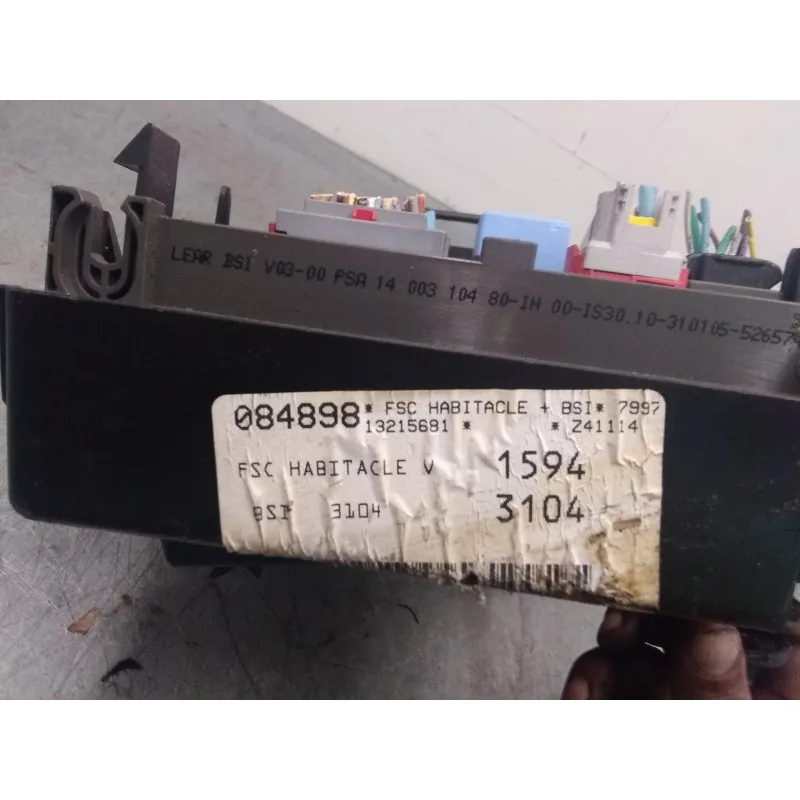 LEAR BSI V03-00 PSA 14 003 104 80-IH 00-IS30.10-310105-52657
084898* FSC HABITACLE + BSI* 7997
13215681 * * Z41114
FSC HABITACLE V 1594
BSI 3104 3104